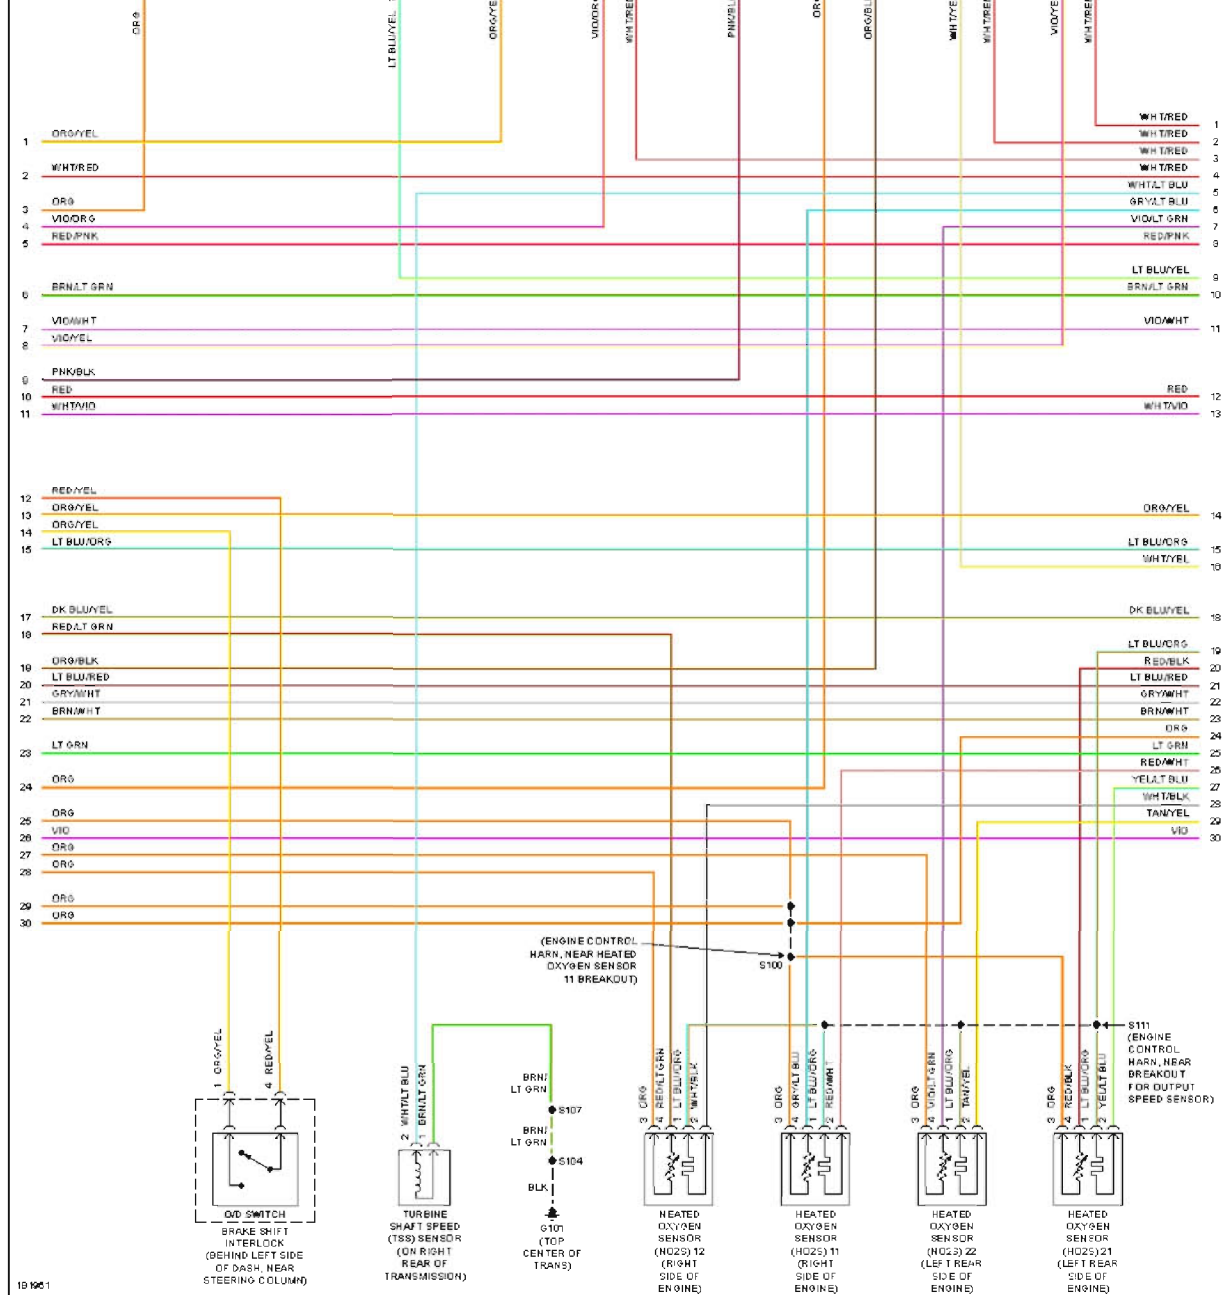 ORG
LT BLU/YEL
ORG/YE
VIO/ORG
WHT/RED
PNK/BL
ORG
ORG/BL
WHT/YE
WHT/RED
VIO/YE
WHT/RED
1 ORG/YEL
2 WHT/RED
3 ORG
4 VIO/ORG
5 RED/PNK
6 BRN/LT GRN
7 VIO/WHT
8 VIO/YEL
9 PNK/BLK
10 RED
11 WHT/VIO
12 RED/YEL
13 ORG/YEL
14 ORG/YEL
15 LT BLU/ORG
17 DK BLU/YEL
18 RED/LT GRN
19 ORG/BLK
20 LT BLU/RED
21 GRY/WHT
22 BRN/WHT
23 LT GRN
24 ORG
25 ORG
26 VIO
27 ORG
28 ORG
29 ORG
30 ORG
WHT/RED 1
WHT/RED 2
WHT/RED 3
WHT/RED 4
WHT/LT BLU 5
GRY/LT BLU 6
VIO/LT GRN 7
RED/PNK 8
LT BLU/YEL 9
BRN/LT GRN 10
VIO/WHT 11
RED 12
WHT/VIO 13
ORG/YEL 14
LT BLU/ORG 15
WHT/YEL 16
DK BLU/YEL 18
LT BLU/ORG 19
RED/BLK 20
LT BLU/RED 21
GRY/WHT 22
BRN/WHT 23
ORG 24
LT GRN 25
RED/WHT 26
YEL/LT BLU 27
WHT/BLK 28
TAN/YEL 29
VIO 30
(ENGINE CONTROL
HARN, NEAR HEATED
OXYGEN SENSOR
11 BREAKOUT)
S100
S111
(ENGINE
CONTROL
HARN, NEAR
BREAKOUT
FOR OUTPUT
SPEED SENSOR)
1 ORG/YEL
4 RED/YEL
O/D SWITCH
BRAKE SHIFT
INTERLOCK
(BEHIND LEFT SIDE
OF DASH, NEAR
STEERING COLUMN)
2 WHT/LT BLU
1 BRN/LT GRN
TURBINE
SHAFT SPEED
(TSS) SENSOR
(ON RIGHT
REAR OF
TRANSMISSION)
BRN/
LT GRN
S107
BRN/
LT GRN
S104
BLK
G101
(TOP
CENTER OF
TRANS)
3 ORG
4 RED/LT GRN
1 LT BLU/ORG
2 WHT/BLK
HEATED
OXYGEN
SENSOR
(HO2S) 12
(RIGHT
SIDE OF
ENGINE)
3 ORG
4 GRY/LT BLU
1 LT BLU/ORG
2 RED/WHT
HEATED
OXYGEN
SENSOR
(HO2S) 11
(RIGHT
SIDE OF
ENGINE)
3 ORG
4 VIO/LT GRN
1 LT BLU/ORG
2 TAN/YEL
HEATED
OXYGEN
SENSOR
(HO2S) 22
(LEFT REAR
SIDE OF
ENGINE)
3 ORG
4 RED/BLK
1 LT BLU/ORG
2 YEL/LT BLU
HEATED
OXYGEN
SENSOR
(HO2S) 21
(LEFT REAR
SIDE OF
ENGINE)
191961